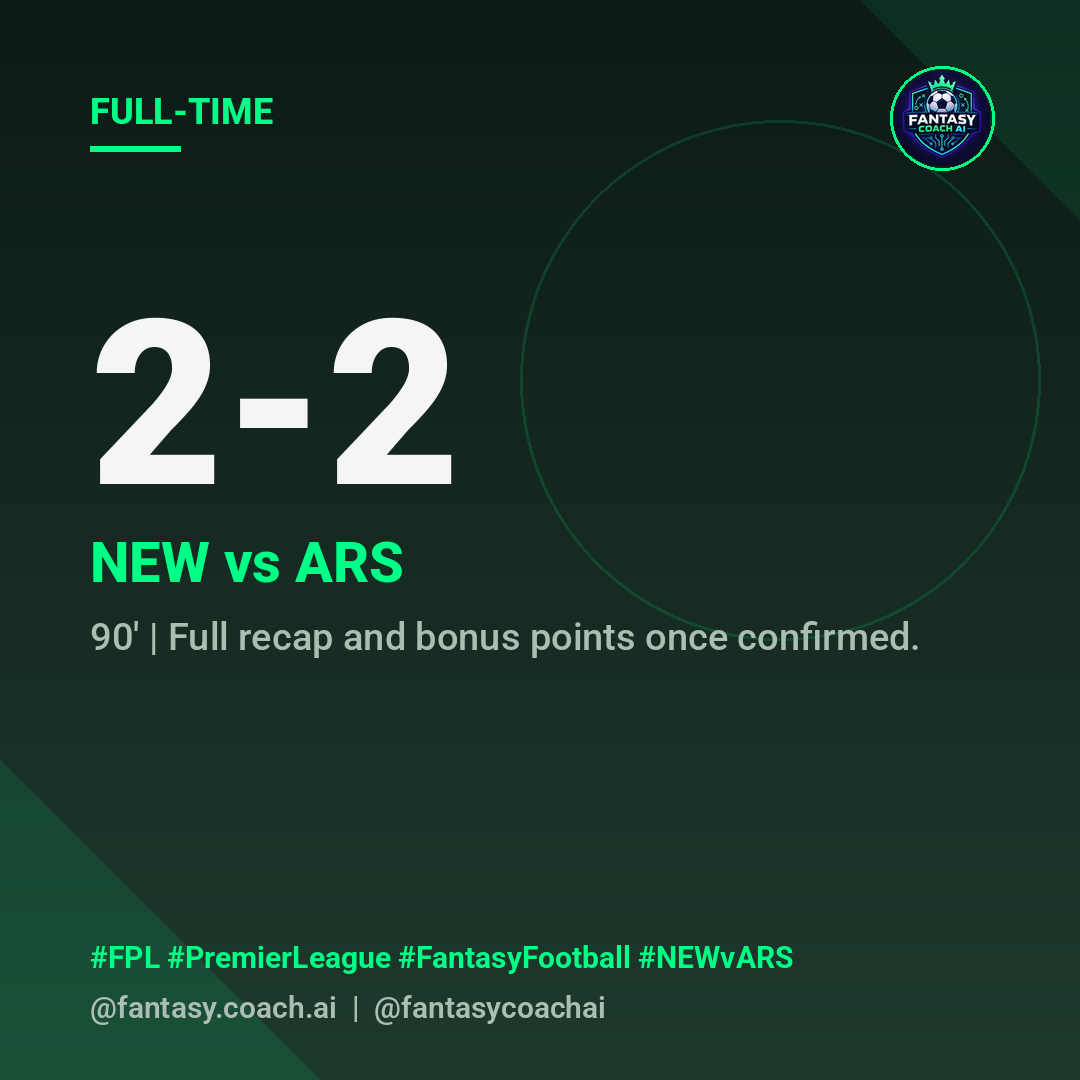 FULL-TIME
FANTASY
COACH AI
2-2
NEW vs ARS
90' | Full recap and bonus points once confirmed.
#FPL #PremierLeague #FantasyFootball #NEWvARS
@fantasy.coach.ai | @fantasycoachai